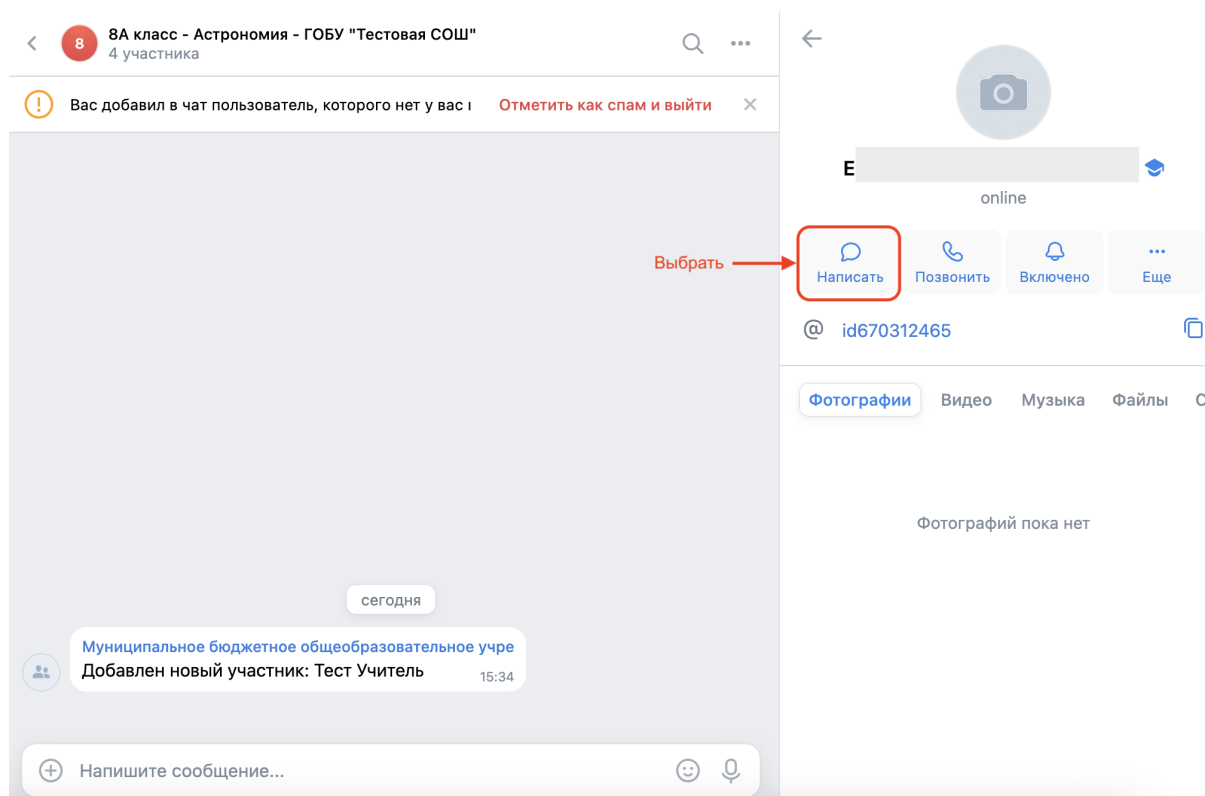 8
8А класс - Астрономия - ГОБУ "Тестовая СОШ"
4 участника
Вас добавил в чат пользователь, которого нет у вас
Отметить как спам и выйти
сегодня
Муниципальное бюджетное общеобразовательное учре
Добавлен новый участник: Тест Учитель
15:34
Напишите сообщение...
Е
online
Выбрать
Написать
Позвонить
Включено
Еще
@ id670312465
Фотографии
Видео
Музыка
Файлы
С
Фотографий пока нет